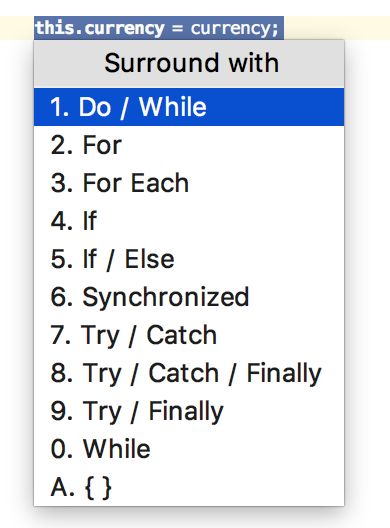 this.currency = currency;
Surround with
1. Do / While
2. For
3. For Each
4. If
5. If / Else
6. Synchronized
7. Try / Catch
8. Try / Catch / Finally
9. Try / Finally
0. While
A. { }